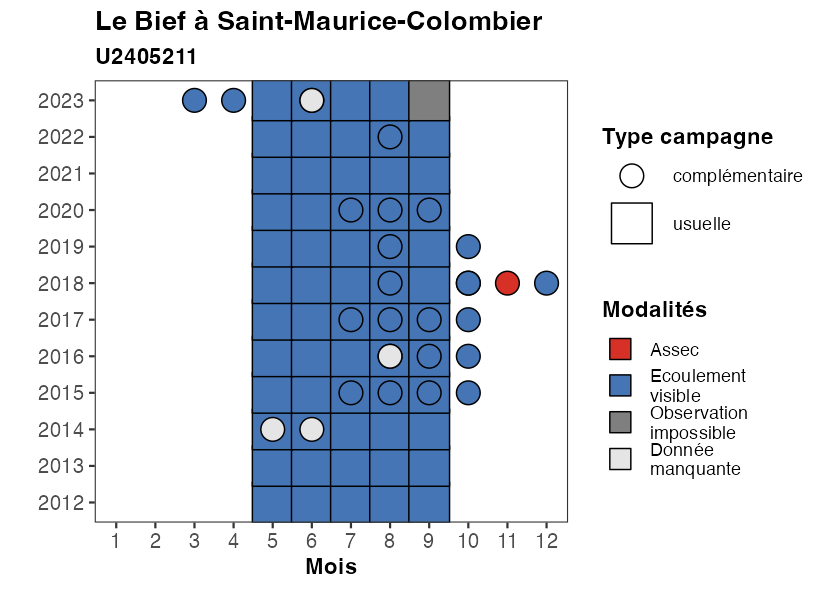 Le Bief à Saint-Maurice-Colombier
U2405211
2023
2022
2021
2020
2019
2018
2017
2016
2015
2014
2013
2012
1 2 3 4 5 6 7 8 9 10 11 12
Mois
Type campagne
complémentaire
usuelle
Modalités
Assec
Ecoulement
visible
Observation
impossible
Donnée
manquante